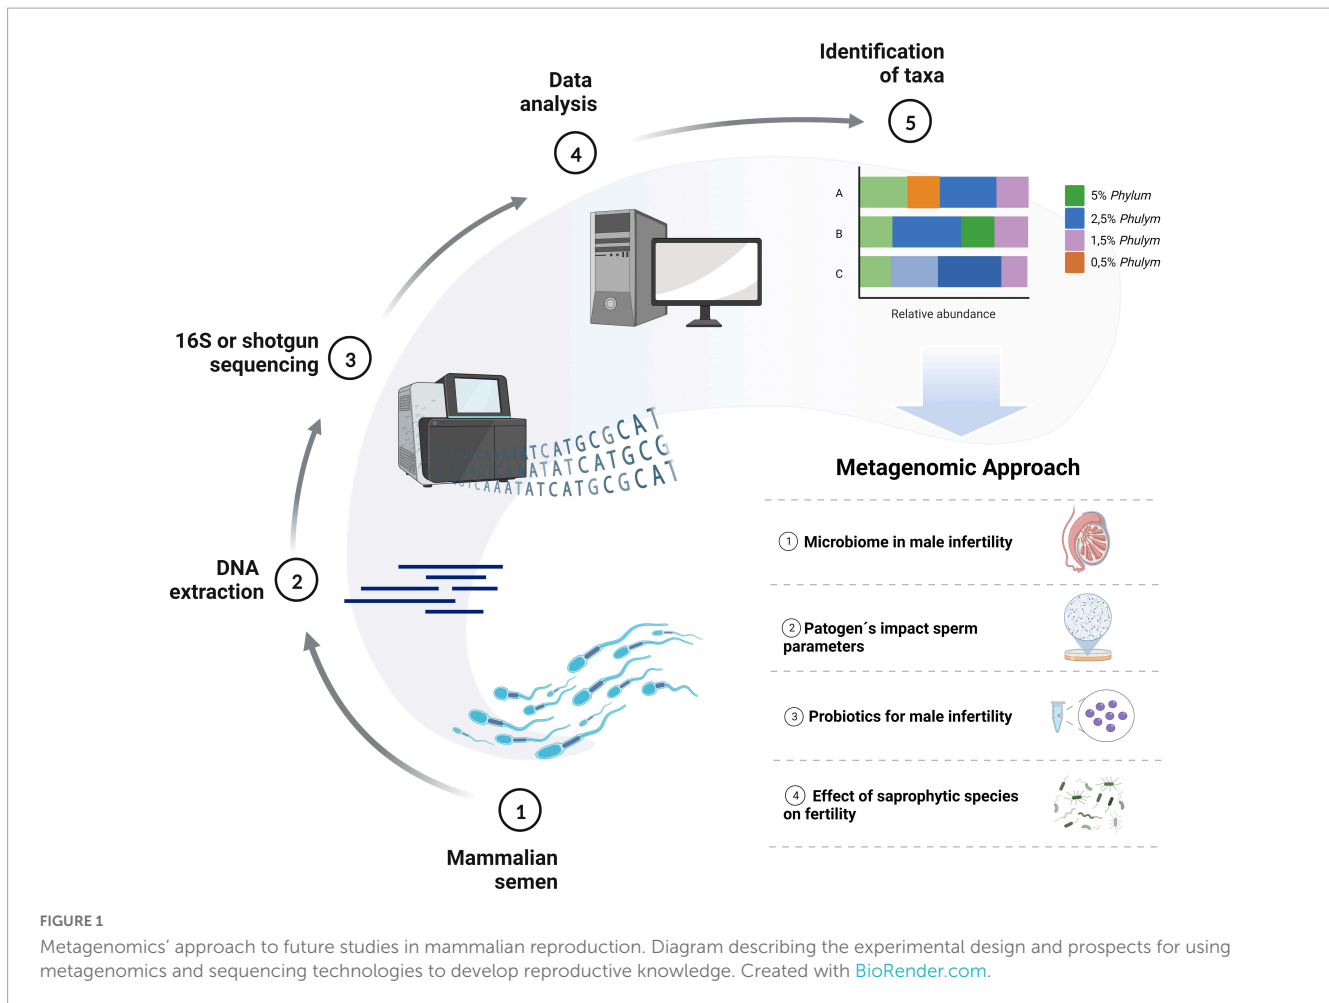 Identification
of taxa
5
Data
analysis
4
A
B
C
Relative abundance
5% Phylum
2,5% Phulym
1,5% Phulym
0,5% Phulym
16S or shotgun
sequencing
3
TCATGCGCAT
ATATCATGCG
TCAAATATCATGCGCAT
DNA
extraction
2
1
Mammalian
semen
Metagenomic Approach
1 Microbiome in male infertility
2 Patogen´s impact sperm
parameters
3 Probiotics for male infertility
4 Effect of saprophytic species
on fertility
FIGURE 1
Metagenomics’ approach to future studies in mammalian reproduction. Diagram describing the experimental design and prospects for using
metagenomics and sequencing technologies to develop reproductive knowledge. Created with BioRender.com.